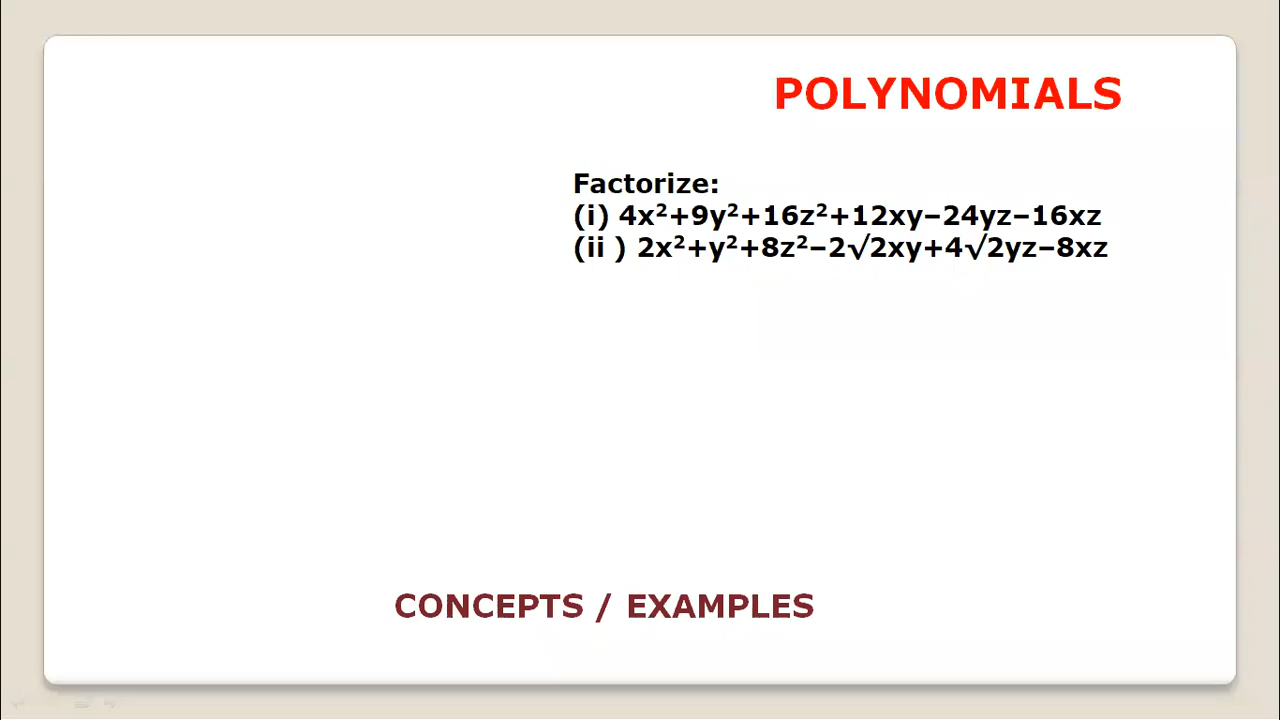 POLYNOMIALS
Factorize:
(i) 4x²+9y²+16z²+12xy–24yz–16xz
(ii ) 2x²+y²+8z²–2√2xy+4√2yz–8xz
CONCEPTS / EXAMPLES